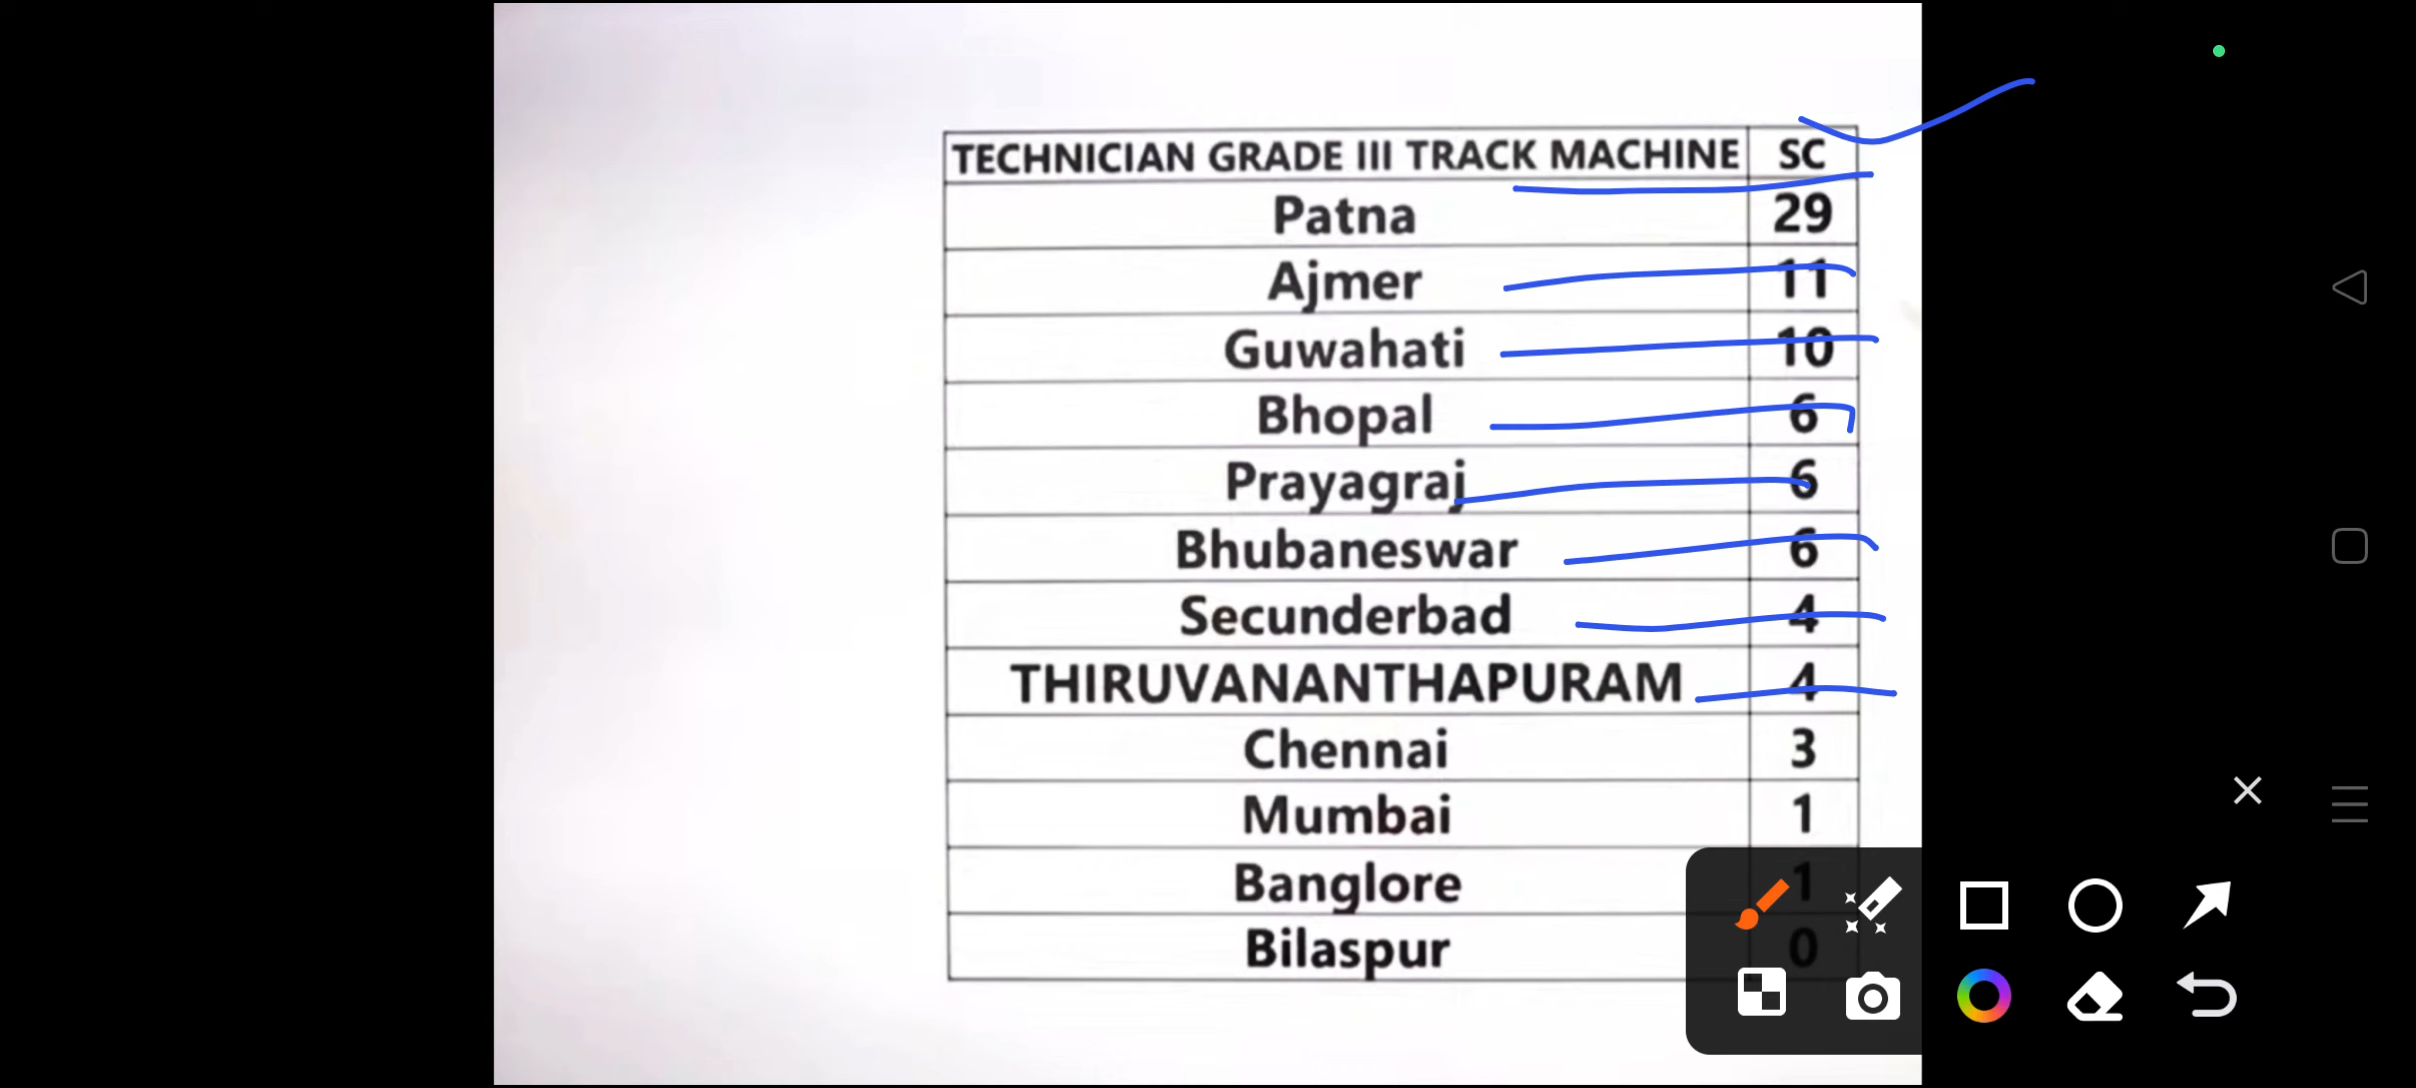 TECHNICIAN GRADE III TRACK MACHINE SC
Patna 29
Ajmer 11
Guwahati 10
Bhopal 6
Prayagraj 6
Bhubaneswar 6
Secunderbad 4
THIRUVANANTHAPURAM 4
Chennai 3
Mumbai 1
Banglore 1
Bilaspur 0